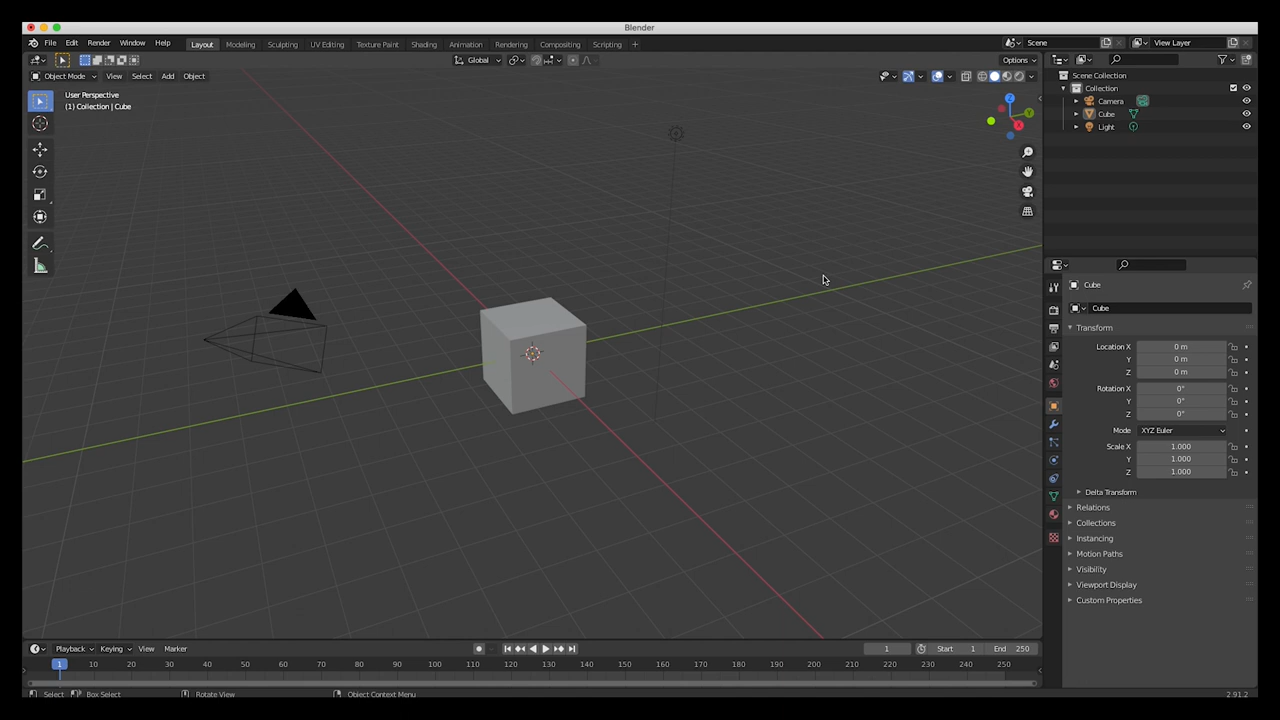 Blender
File Edit Render Window Help
Layout Modeling Sculpting UV Editing Texture Paint Shading Animation Rendering Compositing Scripting +
Scene
View Layer
Global
Options
Object Mode View Select Add Object
User Perspective
(1) Collection | Cube
Z
Y
X
Scene Collection
Collection
Camera
Cube
Light
Cube
Cube
Transform
Location X 0 m
Y 0 m
Z 0 m
Rotation X 0°
Y 0°
Z 0°
Mode XYZ Euler
Scale X 1.000
Y 1.000
Z 1.000
Delta Transform
Relations
Collections
Instancing
Motion Paths
Visibility
Viewport Display
Custom Properties
Playback Keying View Marker
1 Start 1 End 250
1 10 20 30 40 50 60 70 80 90 100 110 120 130 140 150 160 170 180 190 200 210 220 230 240 250
Select Box Select Rotate View Object Context Menu
2.91.2